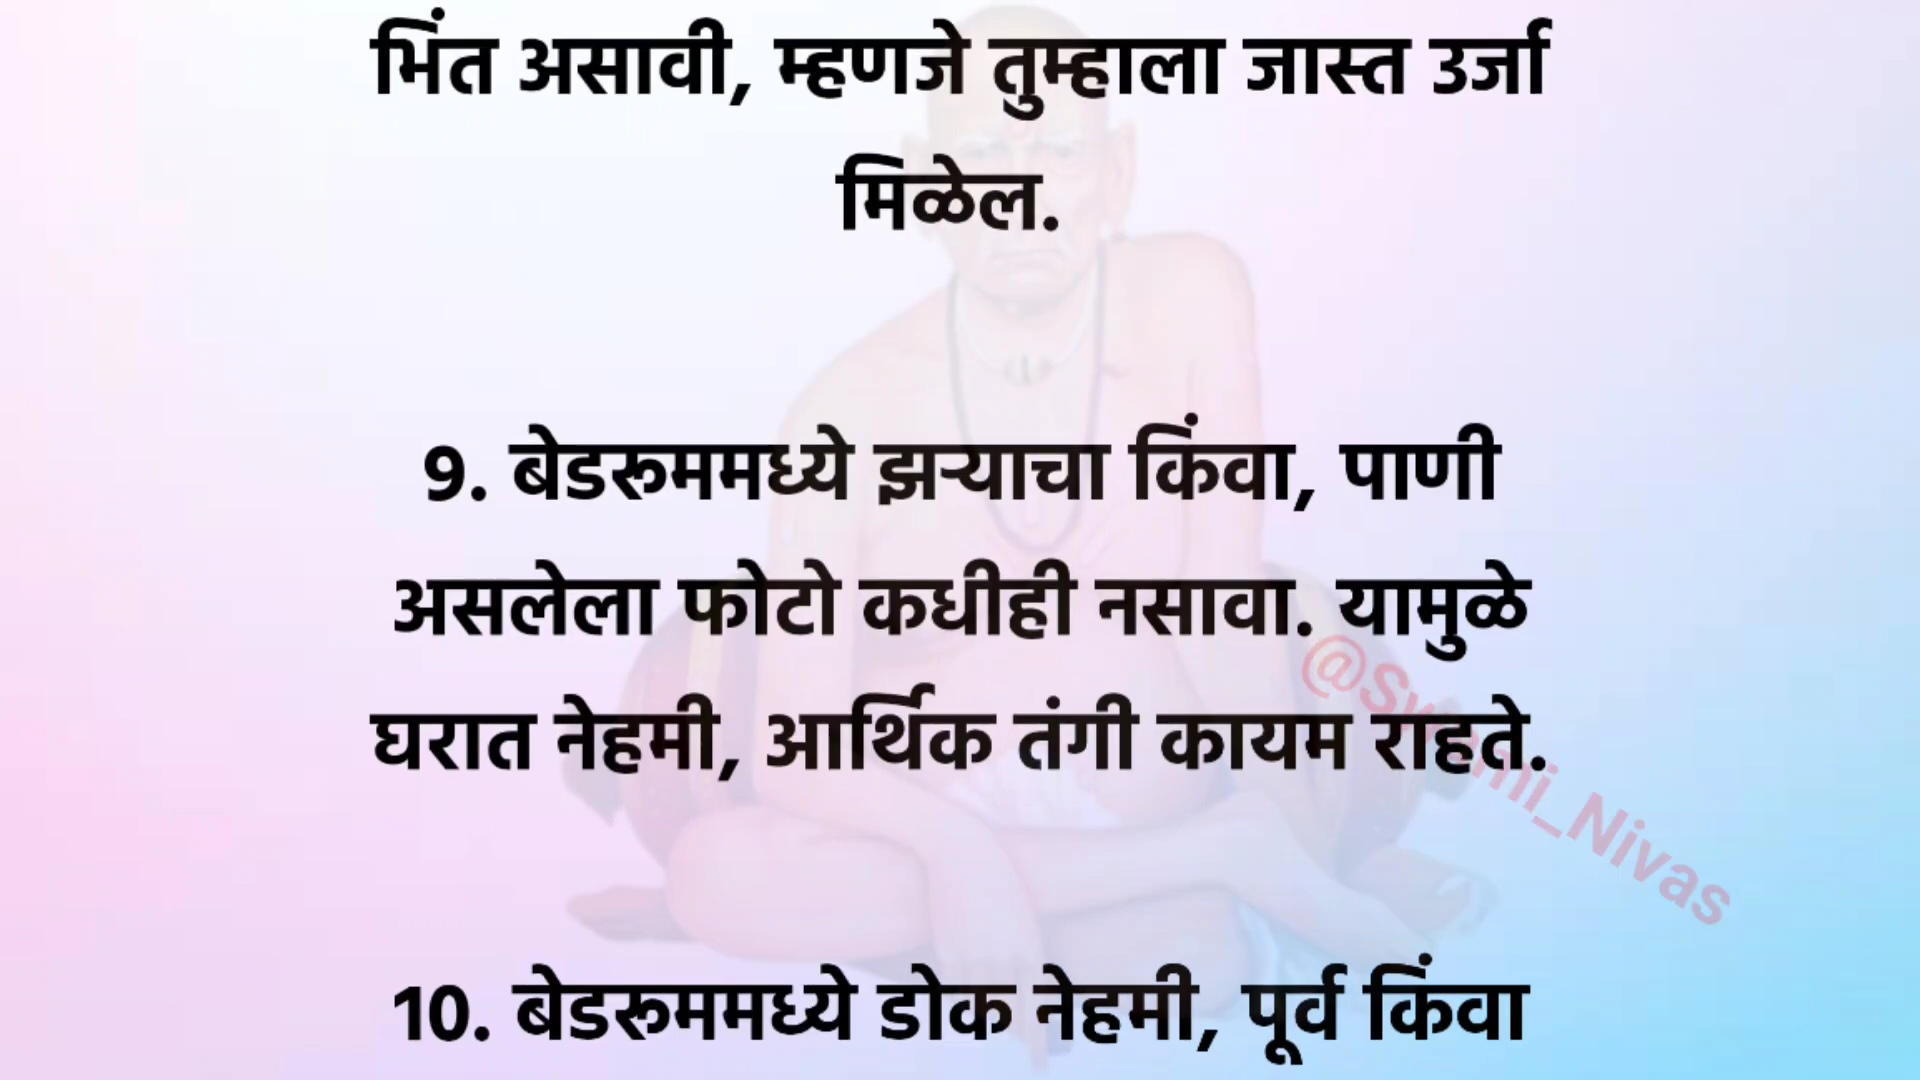 भिंत असावी, म्हणजे तुम्हाला जास्त उर्जा
मिळेल.
9. बेडरूममध्ये झऱ्याचा किंवा, पाणी
असलेला फोटो कधीही नसावा. यामुळे
घरात नेहमी, आर्थिक तंगी कायम राहते.
@Swami_Nivas
10. बेडरूममध्ये डोक नेहमी, पूर्व किंवा